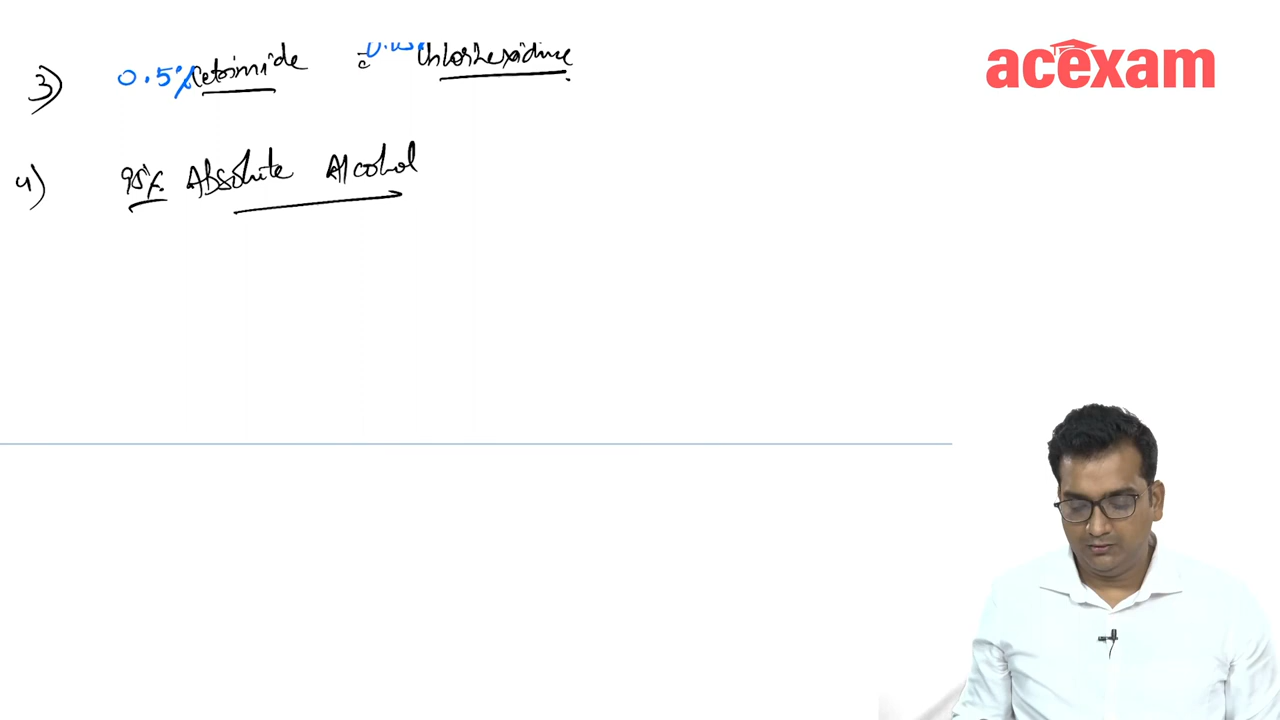 3) 0.5% Cetrimide c̄ Chlorhexidine
acexam
4) 95% Absolute Alcohol